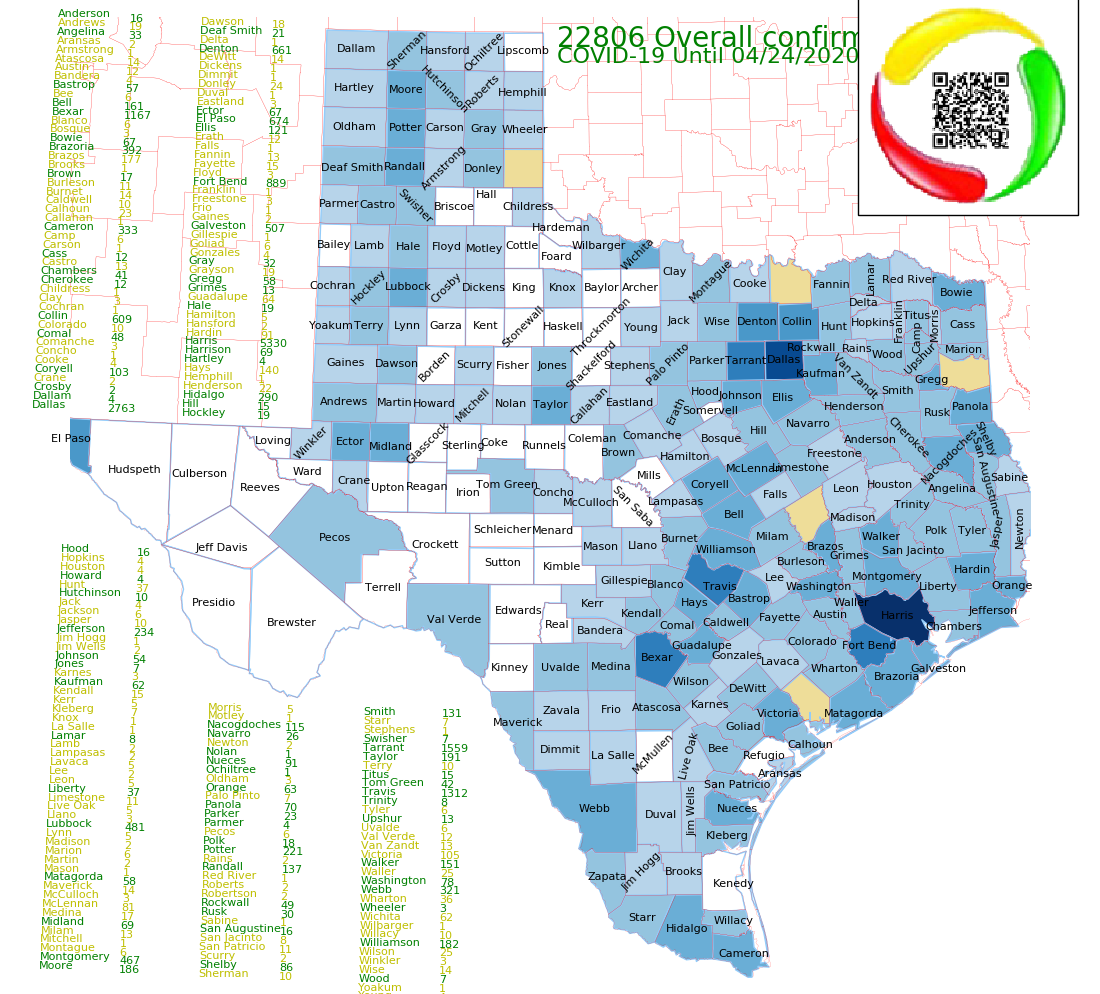 22806 Overall confirm
COVID-19 Until 04/24/2020
Anderson 16
Andrews 19
Angelina 33
Aransas 2
Armstrong 1
Atascosa 14
Austin 12
Bandera 4
Bastrop 57
Bee 6
Bell 161
Bexar 1167
Blanco 6
Bosque 3
Bowie 67
Brazoria 392
Brazos 177
Brooks 1
Brown 17
Burleson 11
Burnet 14
Caldwell 10
Calhoun 23
Callahan 1
Cameron 333
Camp 6
Carson 1
Cass 12
Castro 13
Chambers 41
Cherokee 12
Childress 1
Clay 3
Cochran 1
Collin 609
Colorado 10
Comal 48
Comanche
Concho 1
Cooke 4
Coryell 103
Crane 2
Crosby 2
Dallam 4
Dallas 2763
Dawson 18
Deaf Smith 21
Delta 1
Denton 661
DeWitt 14
Dickens 1
Dimmit 1
Donley 24
Duval 1
Eastland 3
Ector 67
El Paso 674
Ellis 121
Erath 12
Falls 1
Fannin 13
Fayette 15
Floyd 3
Fort Bend 889
Franklin 1
Freestone 3
Frio 1
Gaines 2
Galveston 507
Gillespie 1
Goliad 6
Gonzales 4
Gray 32
Grayson 19
Gregg 58
Grimes 13
Guadalupe 64
Hale 19
Hamilton 5
Hansford 2
Hardin 91
Harris 5330
Harrison 69
Hartley 4
Hays 140
Hemphill 1
Henderson 22
Hidalgo 290
Hill 15
Hockley 19
Hood 16
Hopkins 4
Houston 4
Howard 4
Hunt 37
Hutchinson 10
Jack 4
Jackson 6
Jasper 10
Jefferson 234
Jim Hogg 1
Jim Wells 2
Johnson 54
Jones 7
Karnes 3
Kaufman 62
Kendall 15
Kerr 5
Kleberg 7
Knox 1
La Salle 1
Lamar 8
Lamb 2
Lampasas 2
Lavaca 5
Lee 2
Leon 5
Liberty 37
Limestone 11
Live Oak 5
Llano 3
Lubbock 481
Lynn 5
Madison 2
Marion 6
Martin 2
Mason 1
Matagorda 58
Maverick 14
McCulloch 3
McLennan 81
Medina 17
Midland 69
Milam 13
Mitchell 1
Montague 6
Montgomery 467
Moore 186
Morris 5
Motley 1
Nacogdoches 115
Navarro 26
Newton 2
Nolan 1
Nueces 91
Ochiltree 1
Oldham 3
Orange 63
Palo Pinto 7
Panola 70
Parker 23
Parmer 4
Pecos 6
Polk 18
Potter 221
Rains 2
Randall 137
Red River 1
Roberts 2
Robertson 2
Rockwall 49
Rusk 30
Sabine 1
San Augustine 16
San Jacinto 8
San Patricio 11
Scurry 2
Shelby 86
Sherman 10
Smith 131
Starr 7
Stephens 1
Swisher 7
Tarrant 1559
Taylor 191
Terry 10
Titus 15
Tom Green 42
Travis 1312
Trinity 8
Tyler 6
Upshur 13
Uvalde 6
Val Verde 12
Van Zandt 13
Victoria 105
Walker 151
Waller 25
Washington 78
Webb 321
Wharton 36
Wheeler 3
Wichita 62
Wilbarger 1
Willacy 10
Williamson 182
Wilson 25
Winkler 3
Wise 14
Wood 7
Yoakum 1
Dallam Sherman Hansford Ochiltree Lipscomb
Hartley Moore Hutchinson Roberts Hemphill
Oldham Potter Carson Gray Wheeler
Deaf Smith Randall Armstrong Donley
Parmer Castro Swisher Briscoe Hall Childress
Hardeman
Bailey Lamb Hale Floyd Motley Cottle Foard Wilbarger Wichita
Clay Montague Cooke Fannin Lamar Red River Bowie
Cochran Hockley Lubbock Crosby Dickens King Knox Baylor Archer
Delta Franklin Titus Morris Camp Cass
Yoakum Terry Lynn Garza Kent Stonewall Haskell Throckmorton Young Jack Wise Denton Collin Hunt Hopkins
Rockwall Rains Wood Upshur Marion
Gaines Dawson Borden Scurry Fisher Jones Shackelford Stephens Palo Pinto Parker Tarrant Dallas Kaufman Van Zandt Smith Gregg
Andrews Martin Howard Mitchell Nolan Taylor Callahan Eastland Erath Hood Somervell Johnson Ellis Henderson Rusk Panola
El Paso Loving Winkler Ector Midland Glasscock Sterling Coke Runnels Coleman Brown Comanche Bosque Hill Navarro Anderson Cherokee Nacogdoches Shelby
Hudspeth Culberson Reeves Ward Crane Upton Reagan Irion Tom Green Concho McCulloch Mills Hamilton Coryell McLennan Limestone Freestone Leon Houston Angelina San Augustine Sabine
San Saba Lampasas Bell Falls Madison Trinity
Jeff Davis Pecos Crockett Schleicher Menard Mason Llano Burnet Williamson Milam Brazos Grimes Walker San Jacinto Polk Tyler Jasper Newton
Presidio Brewster Terrell Sutton Kimble Gillespie Blanco Travis Lee Burleson Washington Montgomery Liberty Hardin Orange
Val Verde Edwards Real Kerr Bandera Kendall Comal Hays Caldwell Bastrop Fayette Austin Waller Harris Chambers Jefferson
Kinney Uvalde Medina Bexar Guadalupe Gonzales Lavaca Colorado Wharton Fort Bend Brazoria Galveston
Maverick Zavala Frio Atascosa Wilson Karnes DeWitt Victoria Matagorda
Dimmit La Salle McMullen Live Oak Bee Goliad Refugio Calhoun Aransas
Webb Duval Jim Wells San Patricio Nueces Kleberg
Zapata Jim Hogg Brooks Kenedy
Starr Hidalgo Willacy Cameron